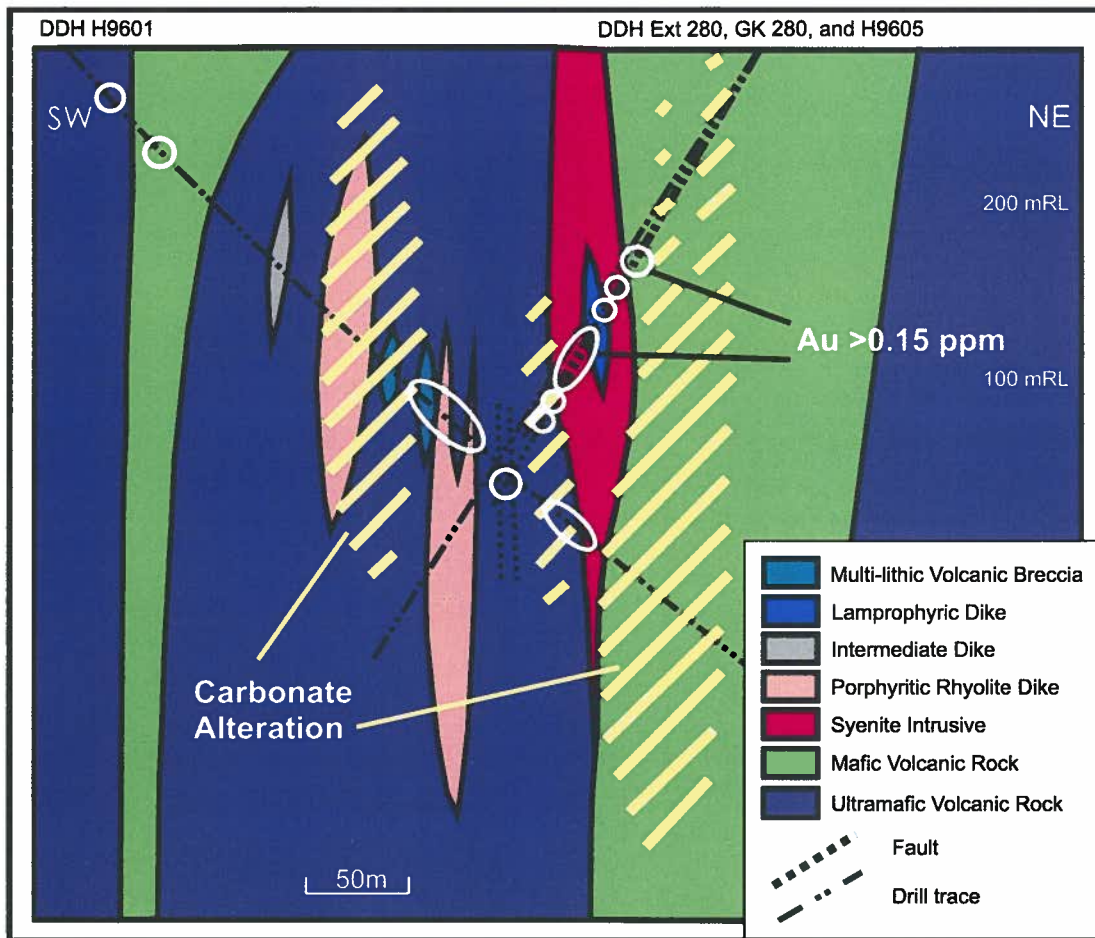 DDH H9601
DDH Ext 280, GK 280, and H9605
SW
NE
200 mRL
Au >0.15 ppm
100 mRL
Carbonate
Alteration
50m
Multi-lithic Volcanic Breccia
Lamprophyric Dike
Intermediate Dike
Porphyritic Rhyolite Dike
Syenite Intrusive
Mafic Volcanic Rock
Ultramafic Volcanic Rock
Fault
Drill trace